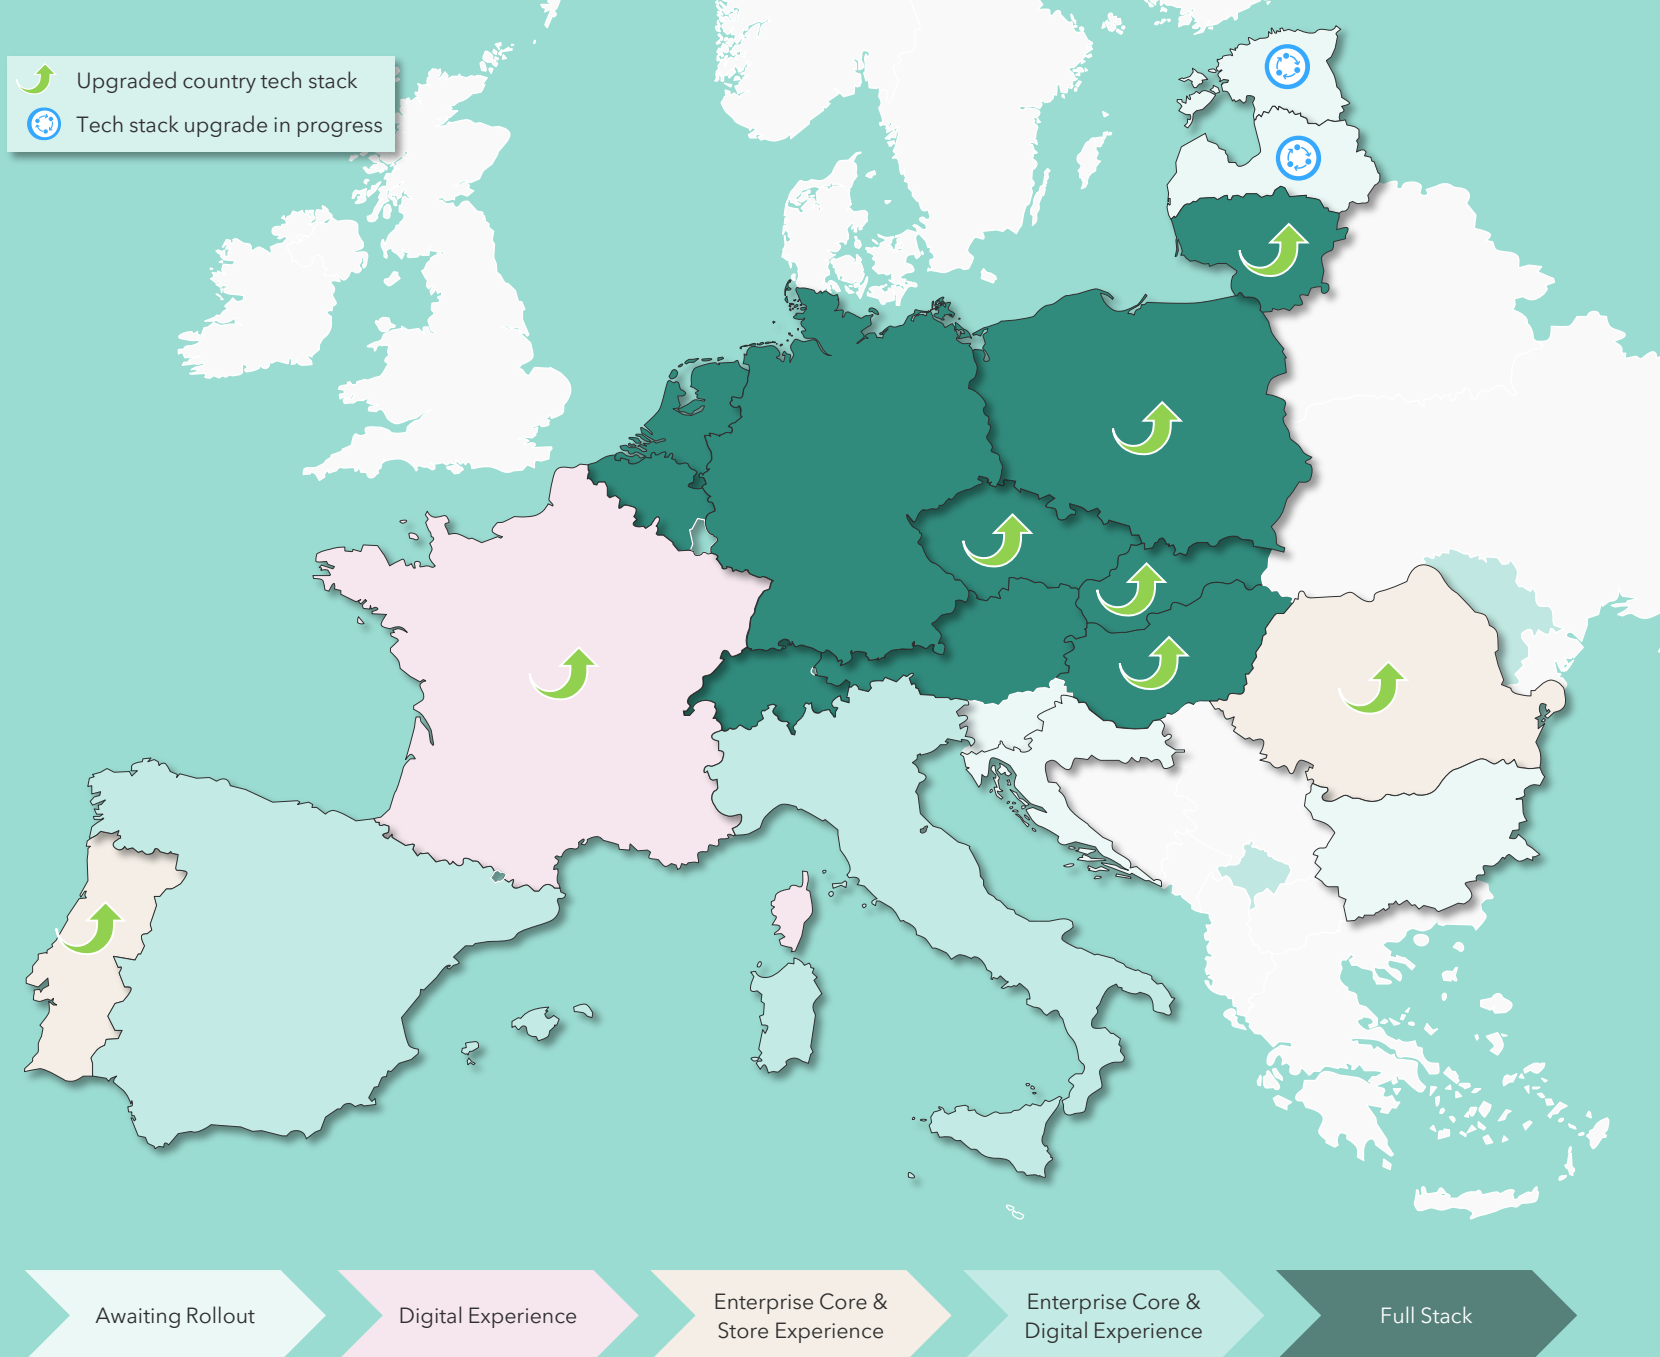 Upgraded country tech stack
Tech stack upgrade in progress
Awaiting Rollout
Digital Experience
Enterprise Core &
Store Experience
Enterprise Core &
Digital Experience
Full Stack